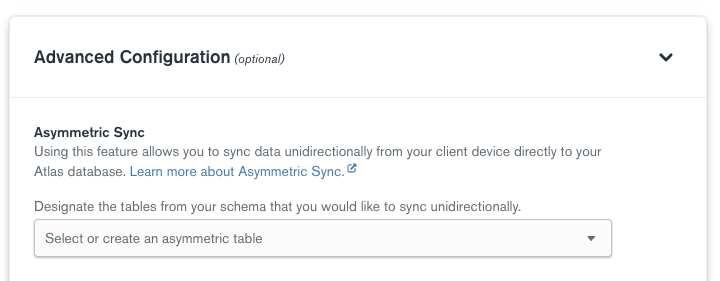 Advanced Configuration (optional)
Asymmetric Sync
Using this feature allows you to sync data unidirectionally from your client device directly to your
Atlas database. Learn more about Asymmetric Sync.
Designate the tables from your schema that you would like to sync unidirectionally.
Select or create an asymmetric table